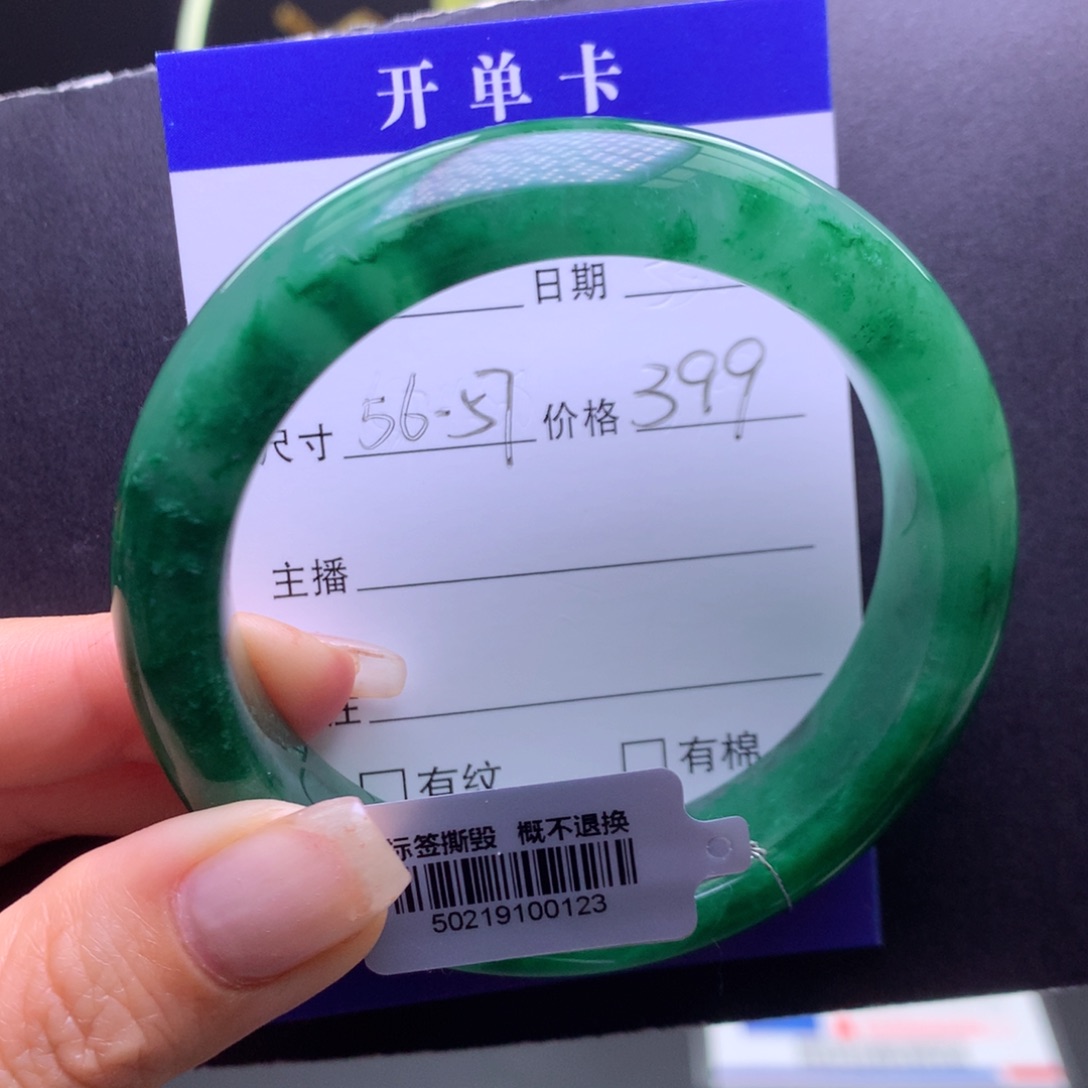 开单卡
日期
尺寸 56-57 价格 399
主播
注
有纹 有棉
标签撕毁 概不退换
50219100123